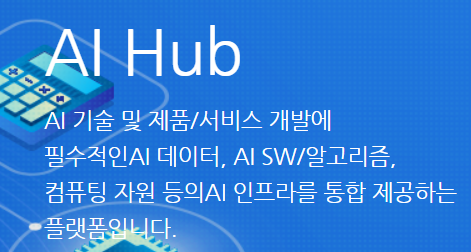 AI Hub
AI 기술 및 제품/서비스 개발에
필수적인AI 데이터, AI SW/알고리즘,
컴퓨팅 자원 등의AI 인프라를 통합 제공하는
플랫폼입니다.